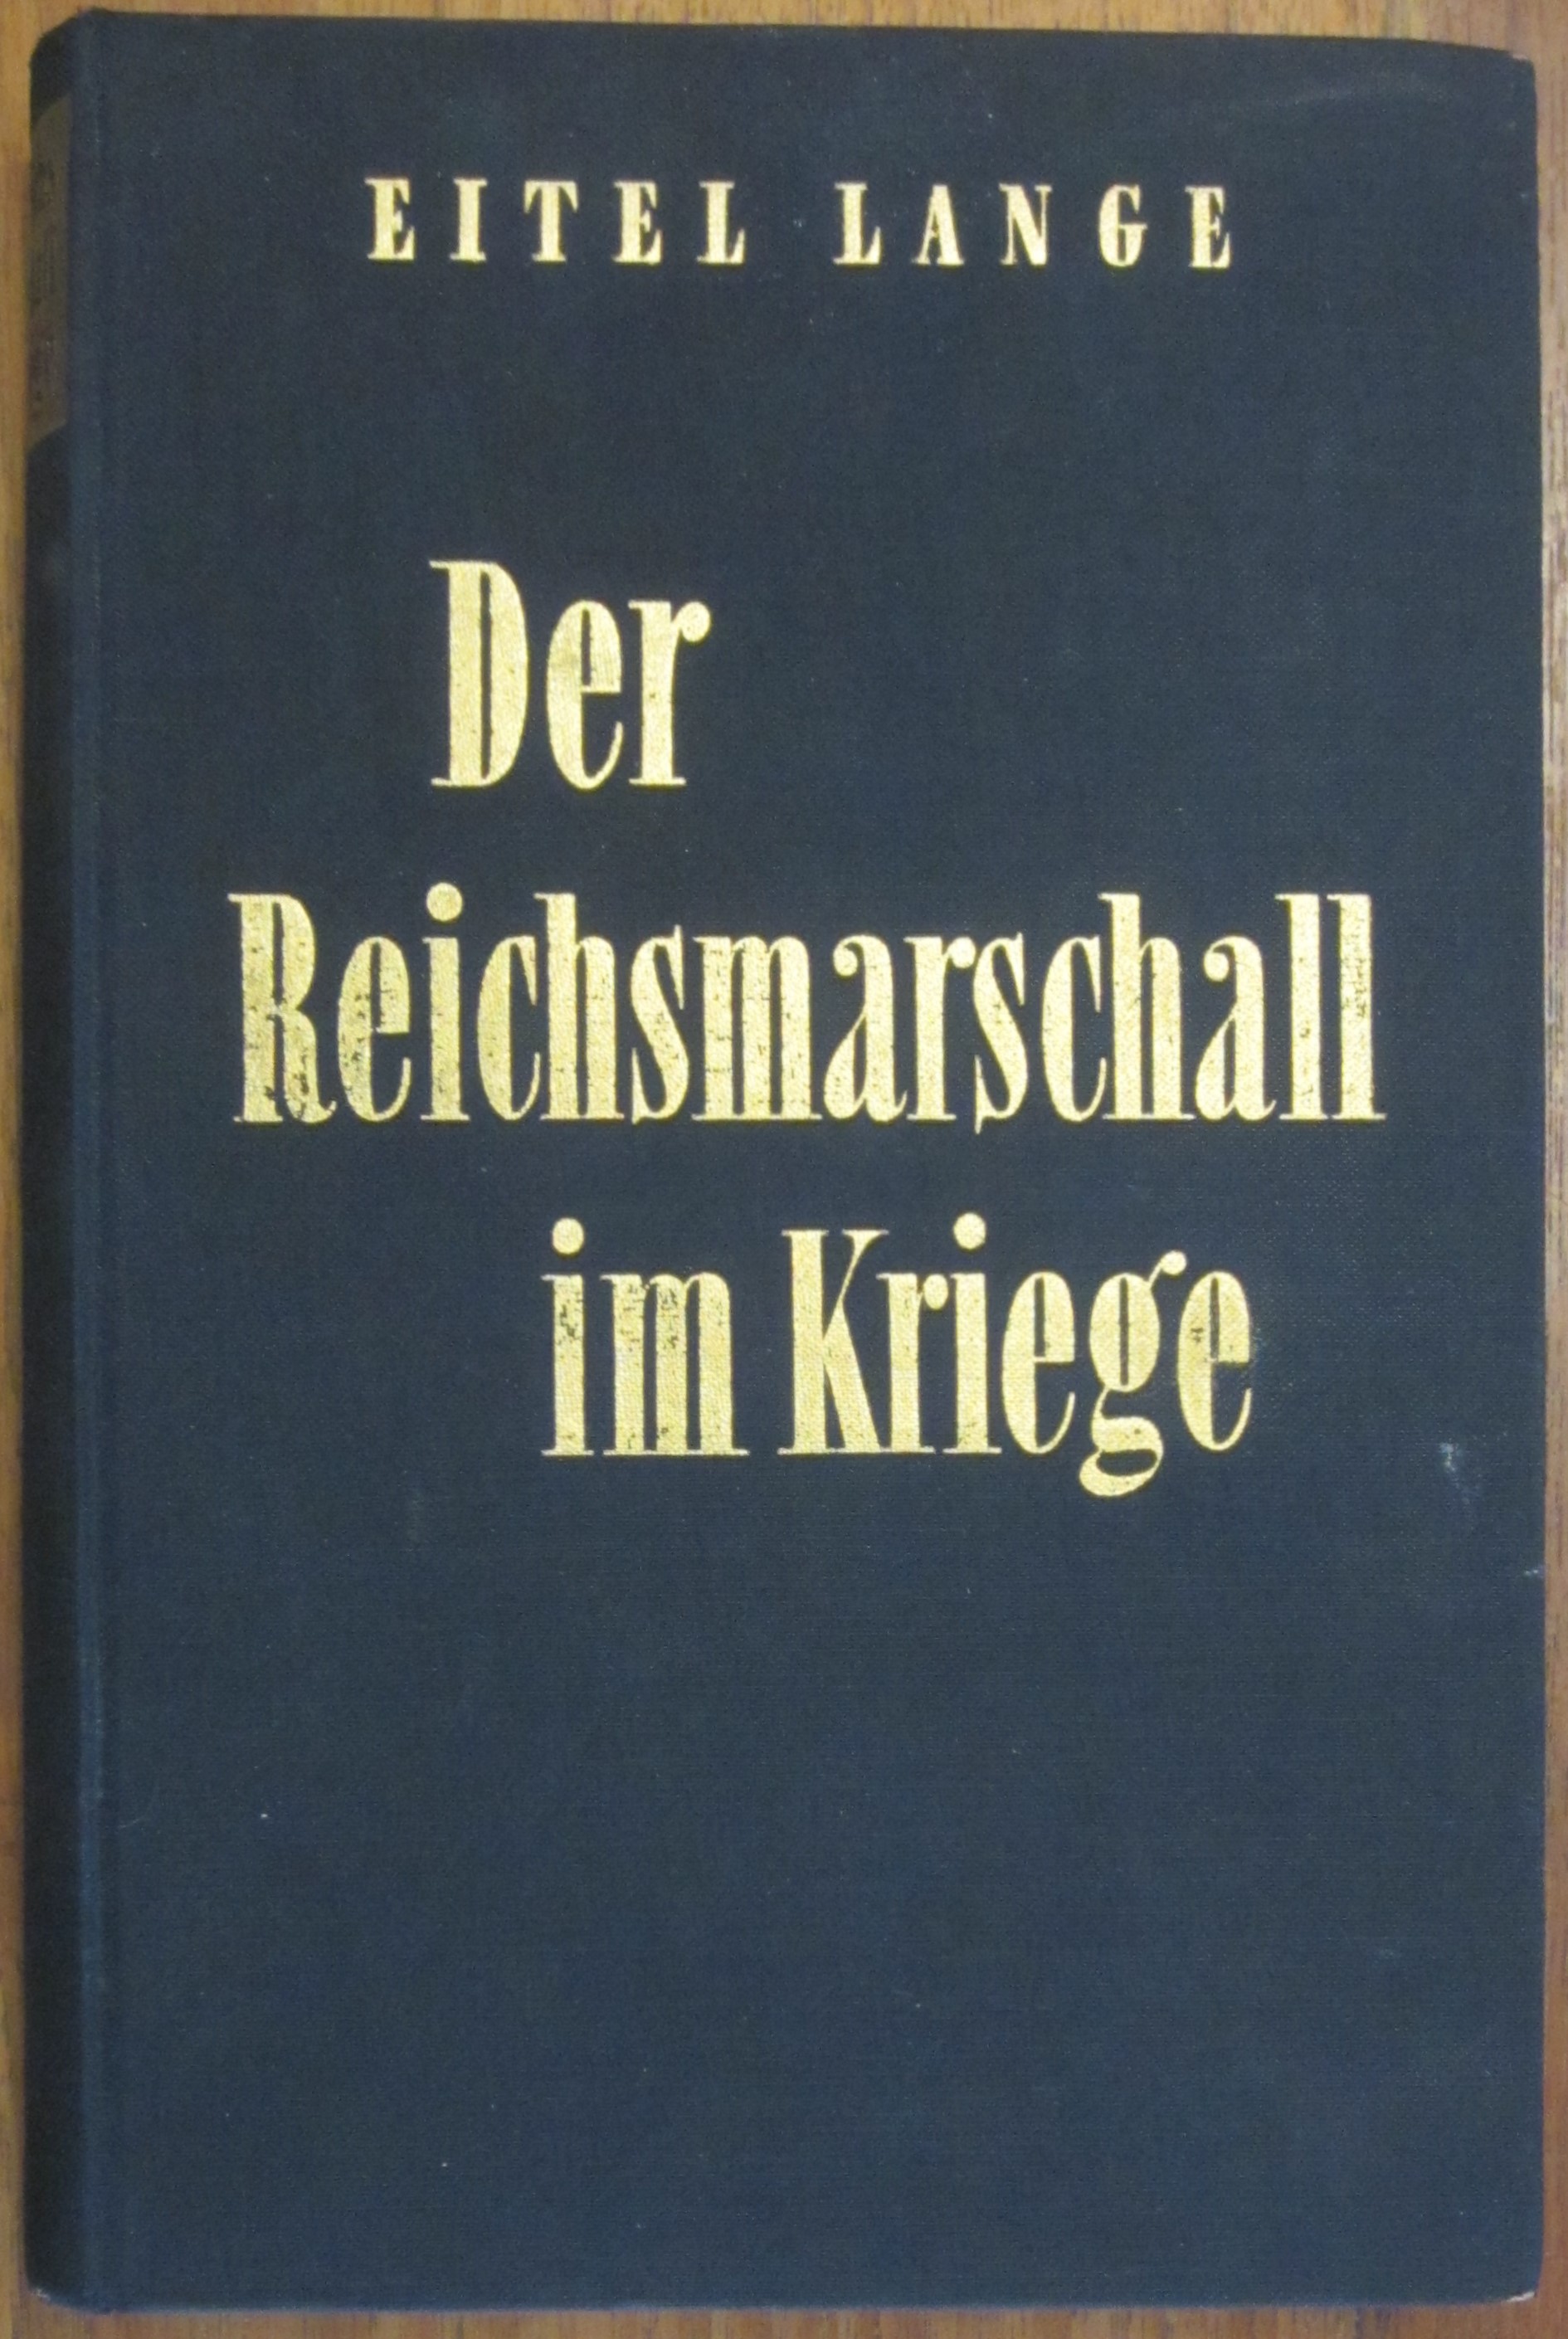 EITEL LANGE
Der
Reichsmarschall
im Kriege